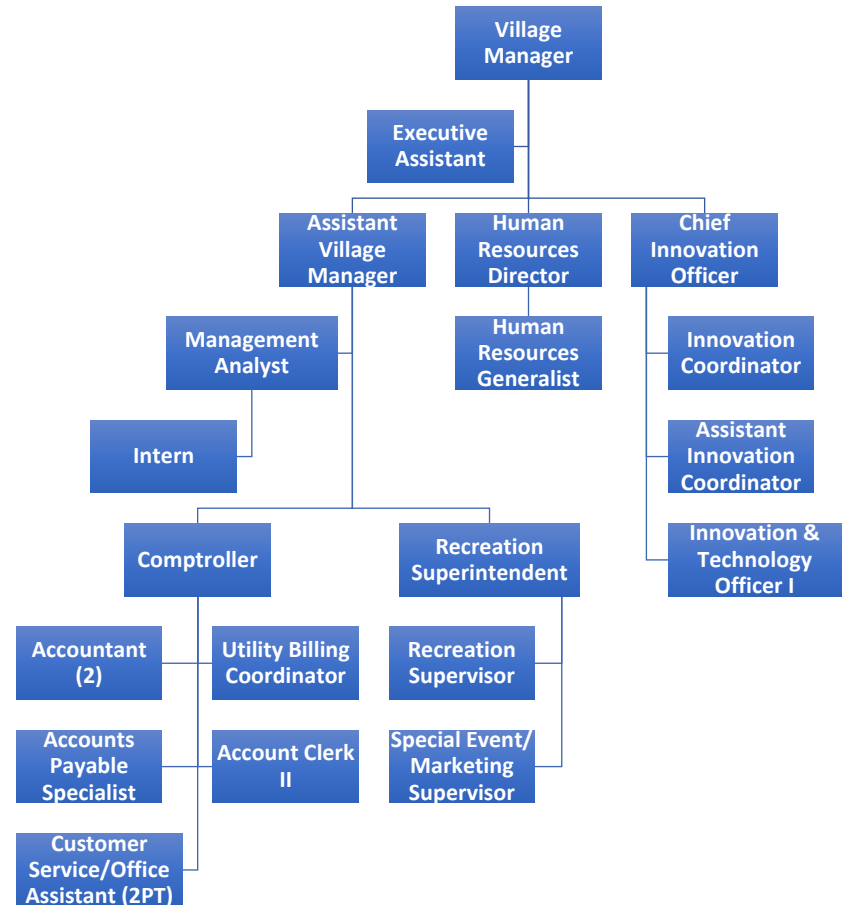 Village
Manager
Executive
Assistant
Assistant
Village
Manager
Human
Resources
Director
Chief
Innovation
Officer
Management
Analyst
Human
Resources
Generalist
Innovation
Coordinator
Intern
Assistant
Innovation
Coordinator
Comptroller
Recreation
Superintendent
Innovation &
Technology
Officer I
Accountant
(2)
Utility Billing
Coordinator
Recreation
Supervisor
Accounts
Payable
Specialist
Account Clerk
II
Special Event/
Marketing
Supervisor
Customer
Service/Office
Assistant (2PT)